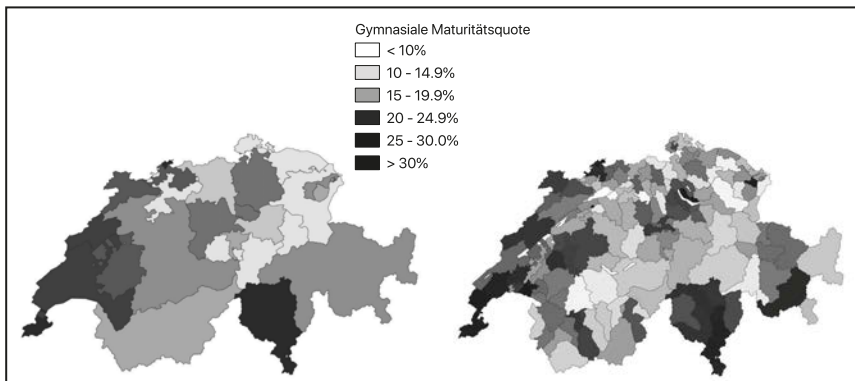 Gymnasiale Maturitätsquote
< 10%
10 - 14.9%
15 - 19.9%
20 - 24.9%
25 - 30.0%
> 30%